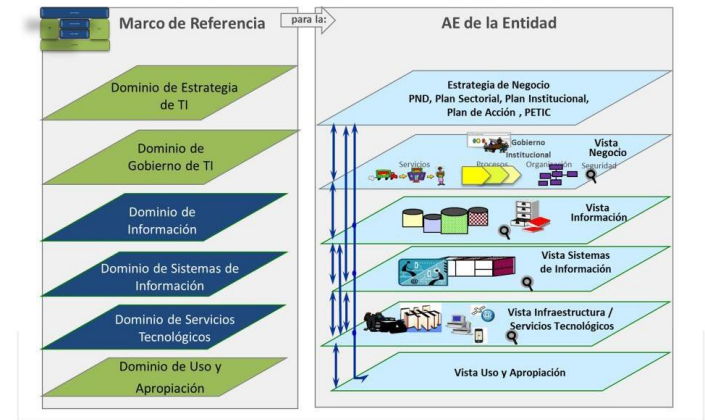 Marco de Referencia
para la:
AE de la Entidad
Dominio de Estrategia
de TI
Estrategia de Negocio
PND, Plan Sectorial, Plan Institucional,
Plan de Acción , PETIC
Dominio de
Gobierno de TI
Gobierno
Institucional
Vista
Negocio
Servicios
Procesos
Organización
Seguridad
Dominio de
Información
Vista
Información
Dominio de Sistemas de
Información
Vista Sistemas
de Información
Dominio de Servicios
Tecnológicos
Vista Infraestructura /
Servicios Tecnológicos
Dominio de Uso y
Apropiación
Vista Uso y Apropiación